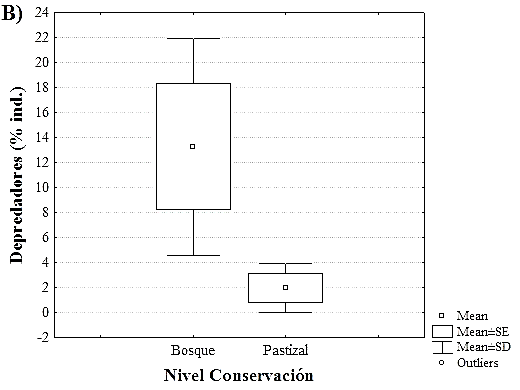 B)
24
22
20
18
16
14
12
10
8
6
4
2
0
-2
Depredadores (% ind.)
Bosque Pastizal
Nivel Conservación
Mean
Mean±SE
Mean±SD
Outliers